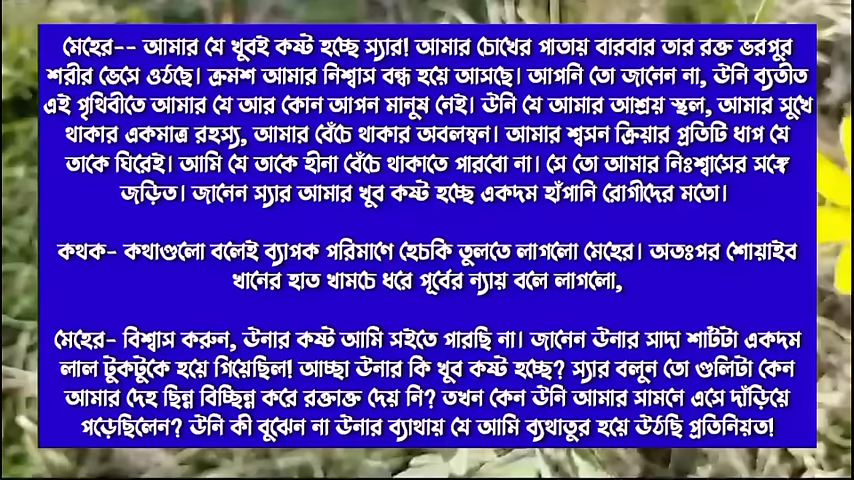 মেহের-- আমার যে খুবই কষ্ট হচ্ছে স্যার! আমার চোখের পাতায় বারবার তার রক্ত ভরপুর
শরীর ভেসে ওঠছে। ক্রমশ আমার নিশ্বাস বন্ধ হয়ে আসছে। আপনি তো জানেন না, উনি ব্যতীত
এই পৃথিবীতে আমার যে আর কোন আপন মানুষ নেই। উনি যে আমার আশ্রয় স্থল, আমার সুখে
থাকার একমাত্র রহস্য, আমার বেঁচে থাকার অবলম্বন। আমার শ্বসন ক্রিয়ার প্রতিটি ধাপ যে
তাকে ঘিরেই। আমি যে তাকে হীনা বেঁচে থাকাতে পারবো না। সে তো আমার নিঃশ্বাসের সঙ্গে
জড়িত। জানেন স্যার আমার খুব কষ্ট হচ্ছে একদম হাঁপানি রোগীদের মতো।
কথক- কথাগুলো বলেই ব্যাপক পরিমাণে হেচকি তুলতে লাগলো মেহের। অতঃপর শোয়াইব
খানের হাত খামচে ধরে পূর্বের ন্যায় বলে লাগলো,
মেহের- বিশ্বাস করুন, উনার কষ্ট আমি সইতে পারছি না। জানেন উনার সাদা শার্টটা একদম
লাল টুকটুকে হয়ে গিয়েছিল! আচ্ছা উনার কি খুব কষ্ট হচ্ছে? স্যার বলুন তো গুলিটা কেন
আমার দেহ ছিন্ন বিচ্ছিন্ন করে রক্তাক্ত দেয় নি? তখন কেন উনি আমার সামনে এসে দাঁড়িয়ে
পড়েছিলেন? উনি কী বুঝেন না উনার ব্যাথায় যে আমি ব্যথাতুর হয়ে উঠছি প্রতিনিয়ত!